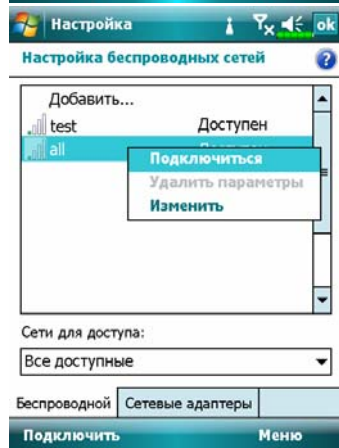 Настройка ok
Настройка беспроводных сетей ?
Добавить...
test Доступен
all
Подключиться
Удалить параметры
Изменить
Сети для доступа:
Все доступные
Беспроводной Сетевые адаптеры
Подключить Меню